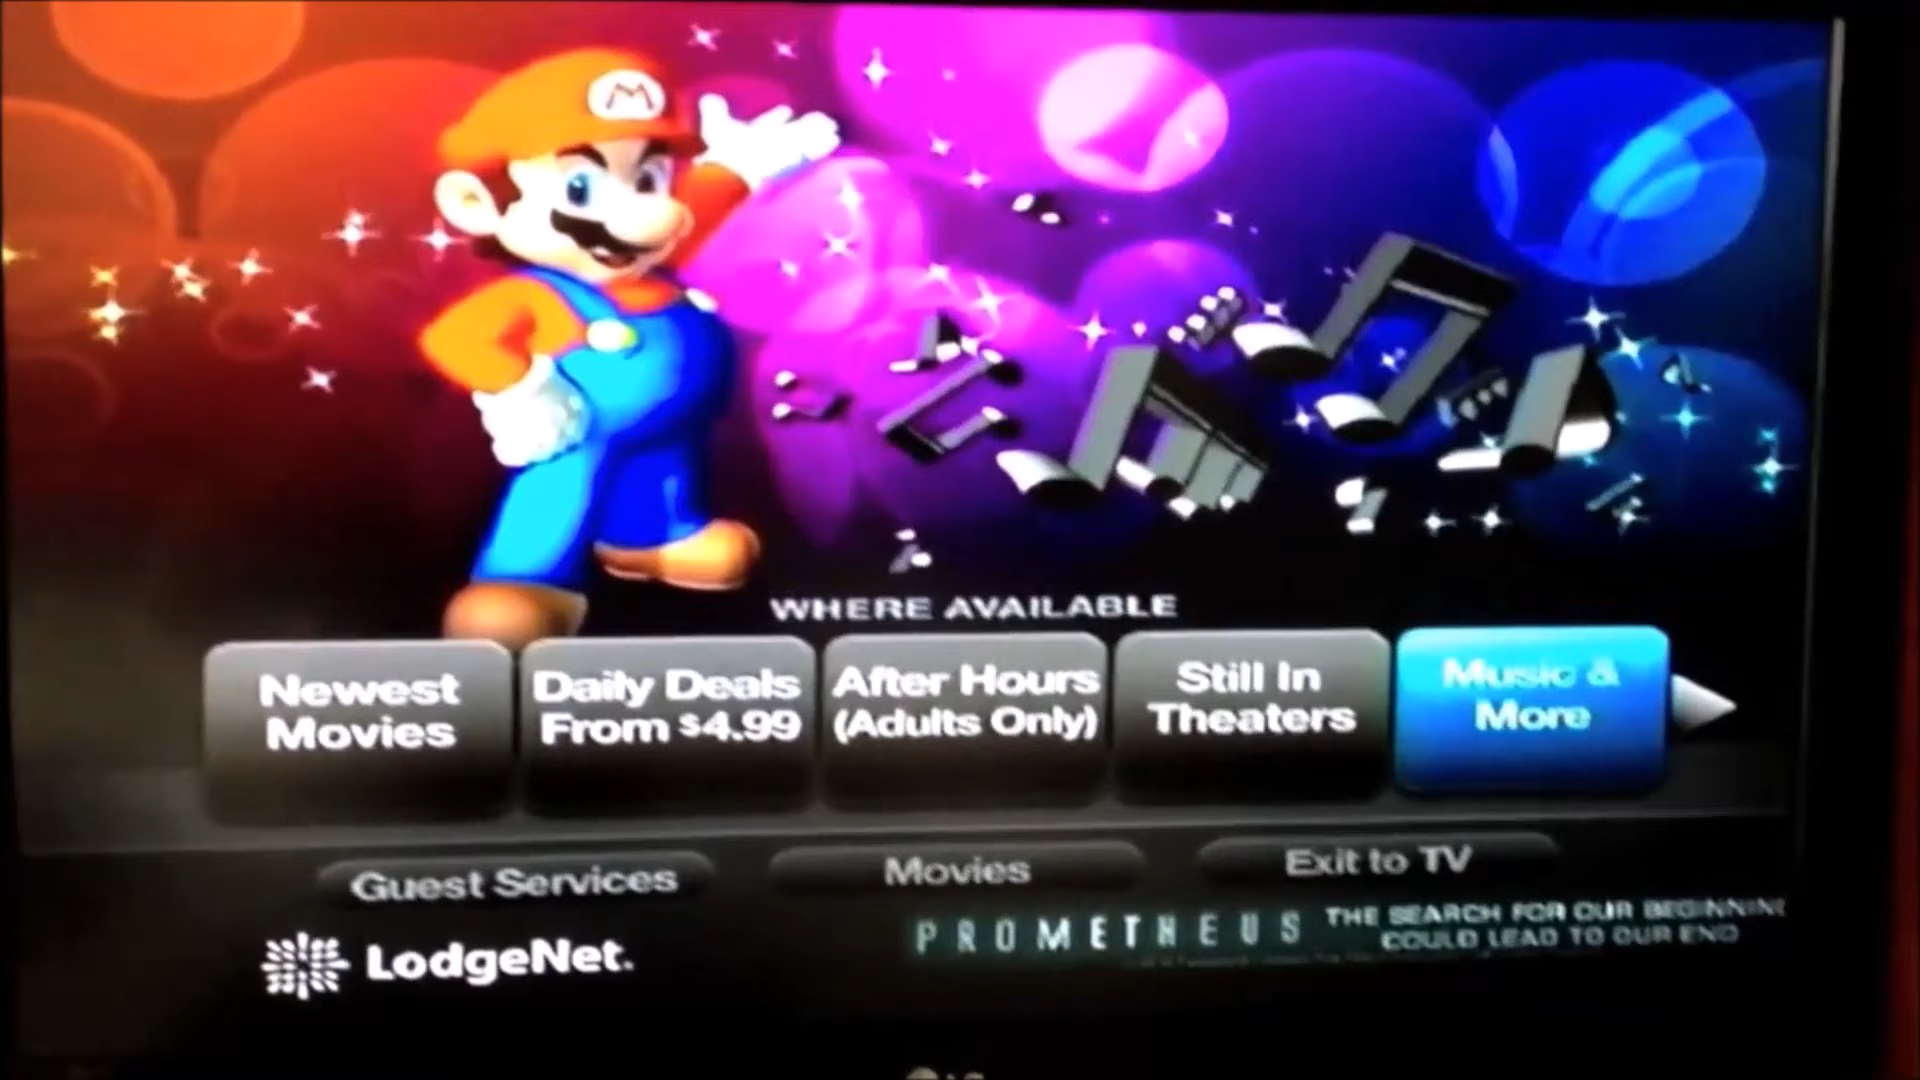 M
WHERE AVAILABLE
Newest
Movies
Daily Deals
From $4.99
After Hours
(Adults Only)
Still In
Theaters
Music &
More
Guest Services
Movies
Exit to TV
LodgeNet.
PROMETHEUS
THE SEARCH FOR OUR BEGINNING
COULD LEAD TO OUR END